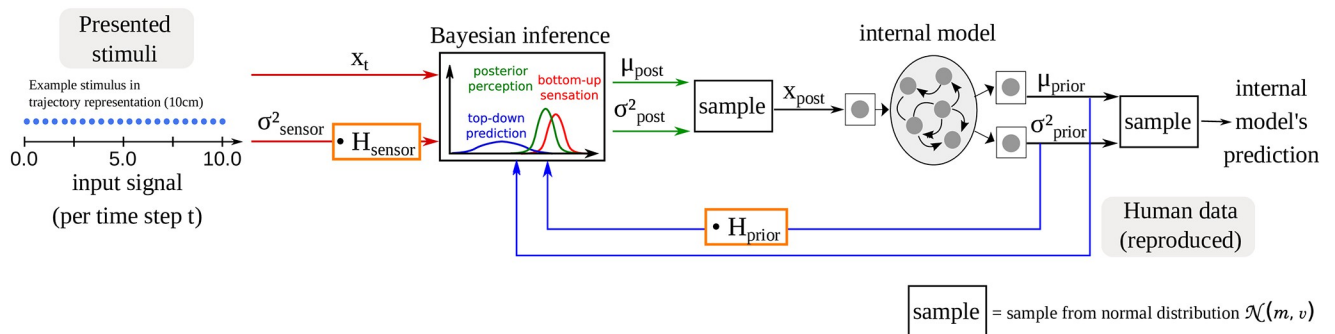 Presented
stimuli
Example stimulus in
trajectory representation (10cm)
0.0 5.0 10.0
input signal
(per time step t)
x_t
σ²_sensor
• H_sensor
Bayesian inference
posterior
perception
bottom-up
sensation
top-down
prediction
μ_post
σ²_post
sample
x_post
internal model
μ_prior
σ²_prior
sample
internal
model's
prediction
• H_prior
Human data
(reproduced)
sample = sample from normal distribution 𝒩(m, v)